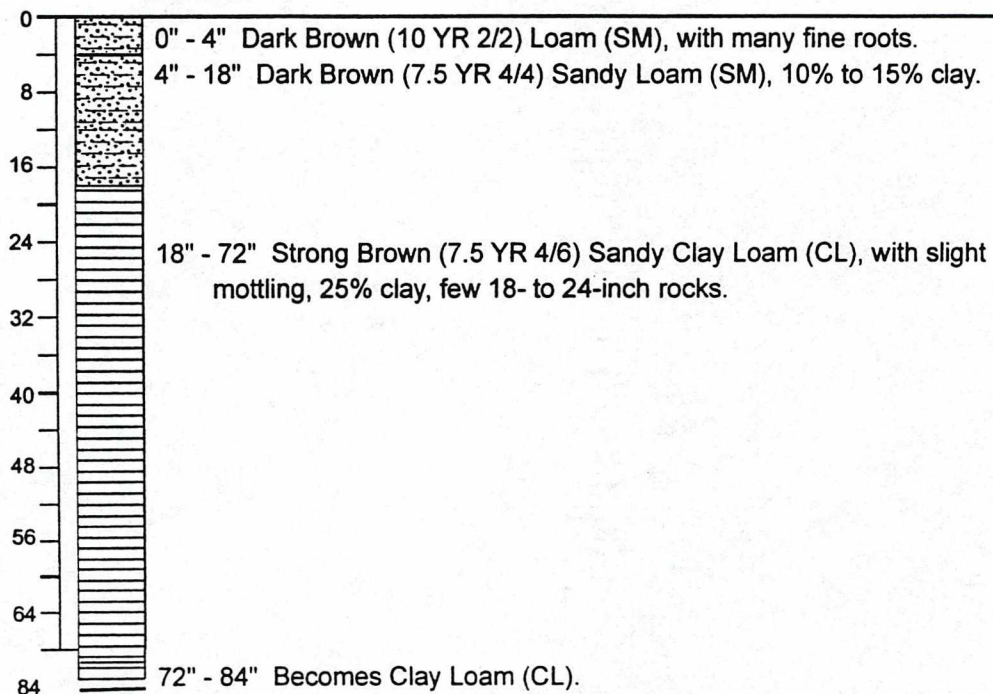 0
0" - 4" Dark Brown (10 YR 2/2) Loam (SM), with many fine roots.
4" - 18" Dark Brown (7.5 YR 4/4) Sandy Loam (SM), 10% to 15% clay.
8
16
24
18" - 72" Strong Brown (7.5 YR 4/6) Sandy Clay Loam (CL), with slight
mottling, 25% clay, few 18- to 24-inch rocks.
32
40
48
56
64
72" - 84" Becomes Clay Loam (CL).
84